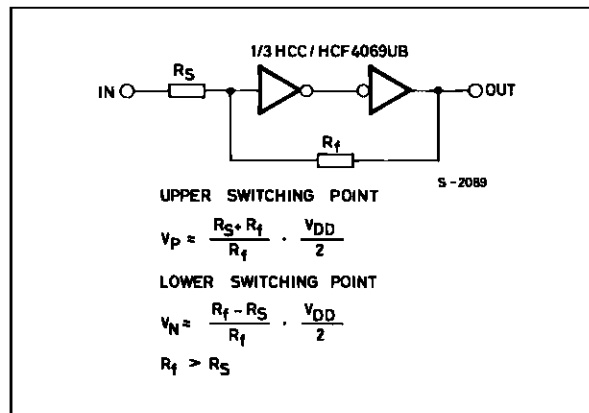 1/3 HCC/HCF4069UB
RS
IN
OUT
Rf
S-2089
UPPER SWITCHING POINT
VP = RS+Rf / Rf · VDD / 2
LOWER SWITCHING POINT
VN = Rf-RS / Rf · VDD / 2
Rf > RS